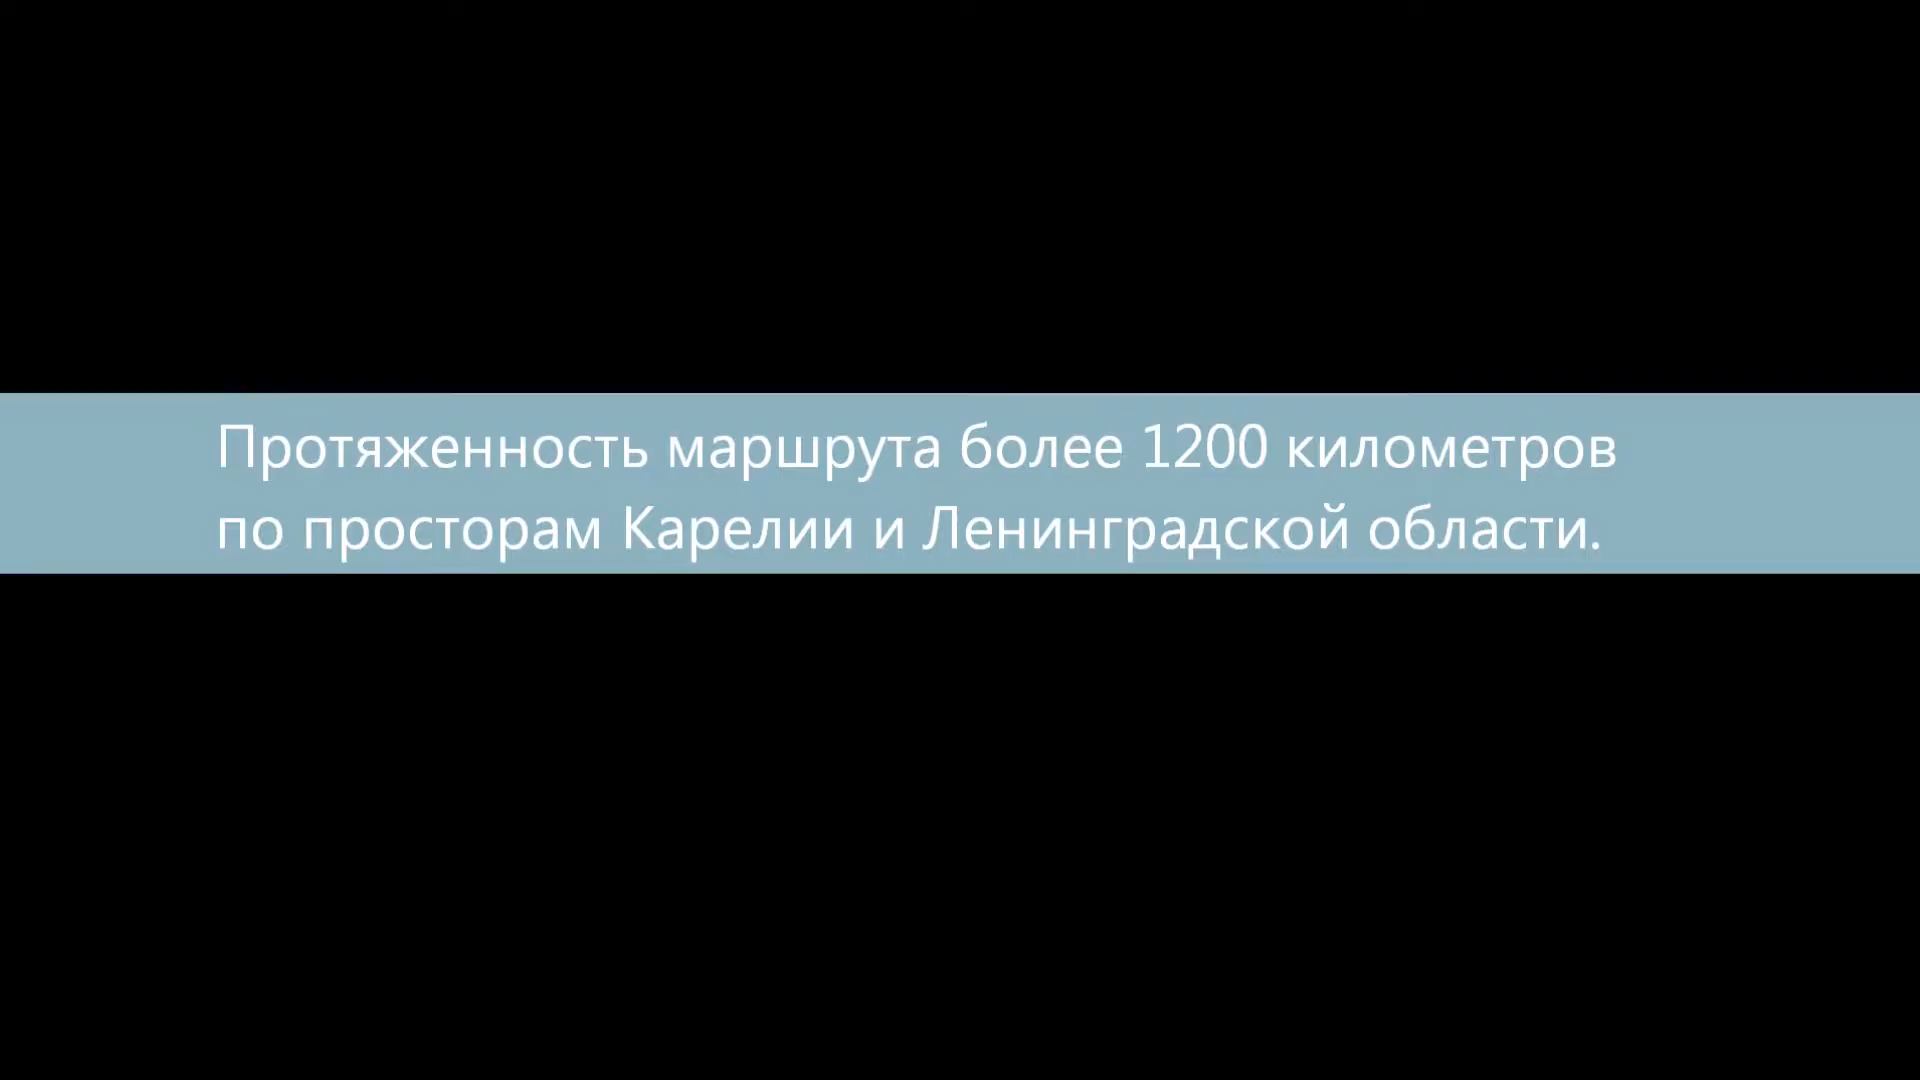 Протяженность маршрута более 1200 километров
по просторам Карелии и Ленинградской области.